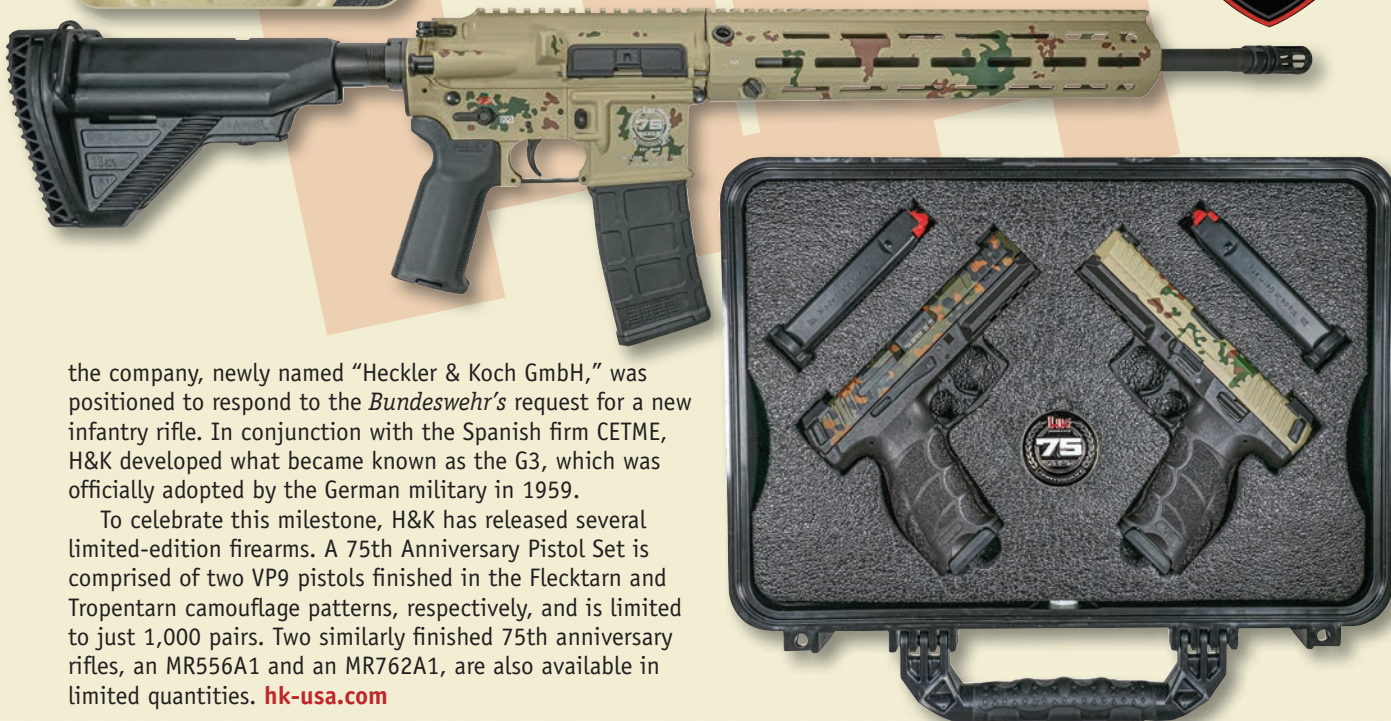 75
75
the company, newly named “Heckler & Koch GmbH,” was
positioned to respond to the Bundeswehr’s request for a new
infantry rifle. In conjunction with the Spanish firm CETME,
H&K developed what became known as the G3, which was
officially adopted by the German military in 1959.
To celebrate this milestone, H&K has released several
limited-edition firearms. A 75th Anniversary Pistol Set is
comprised of two VP9 pistols finished in the Flecktarn and
Tropentarn camouflage patterns, respectively, and is limited
to just 1,000 pairs. Two similarly finished 75th anniversary
rifles, an MR556A1 and an MR762A1, are also available in
limited quantities. hk-usa.com